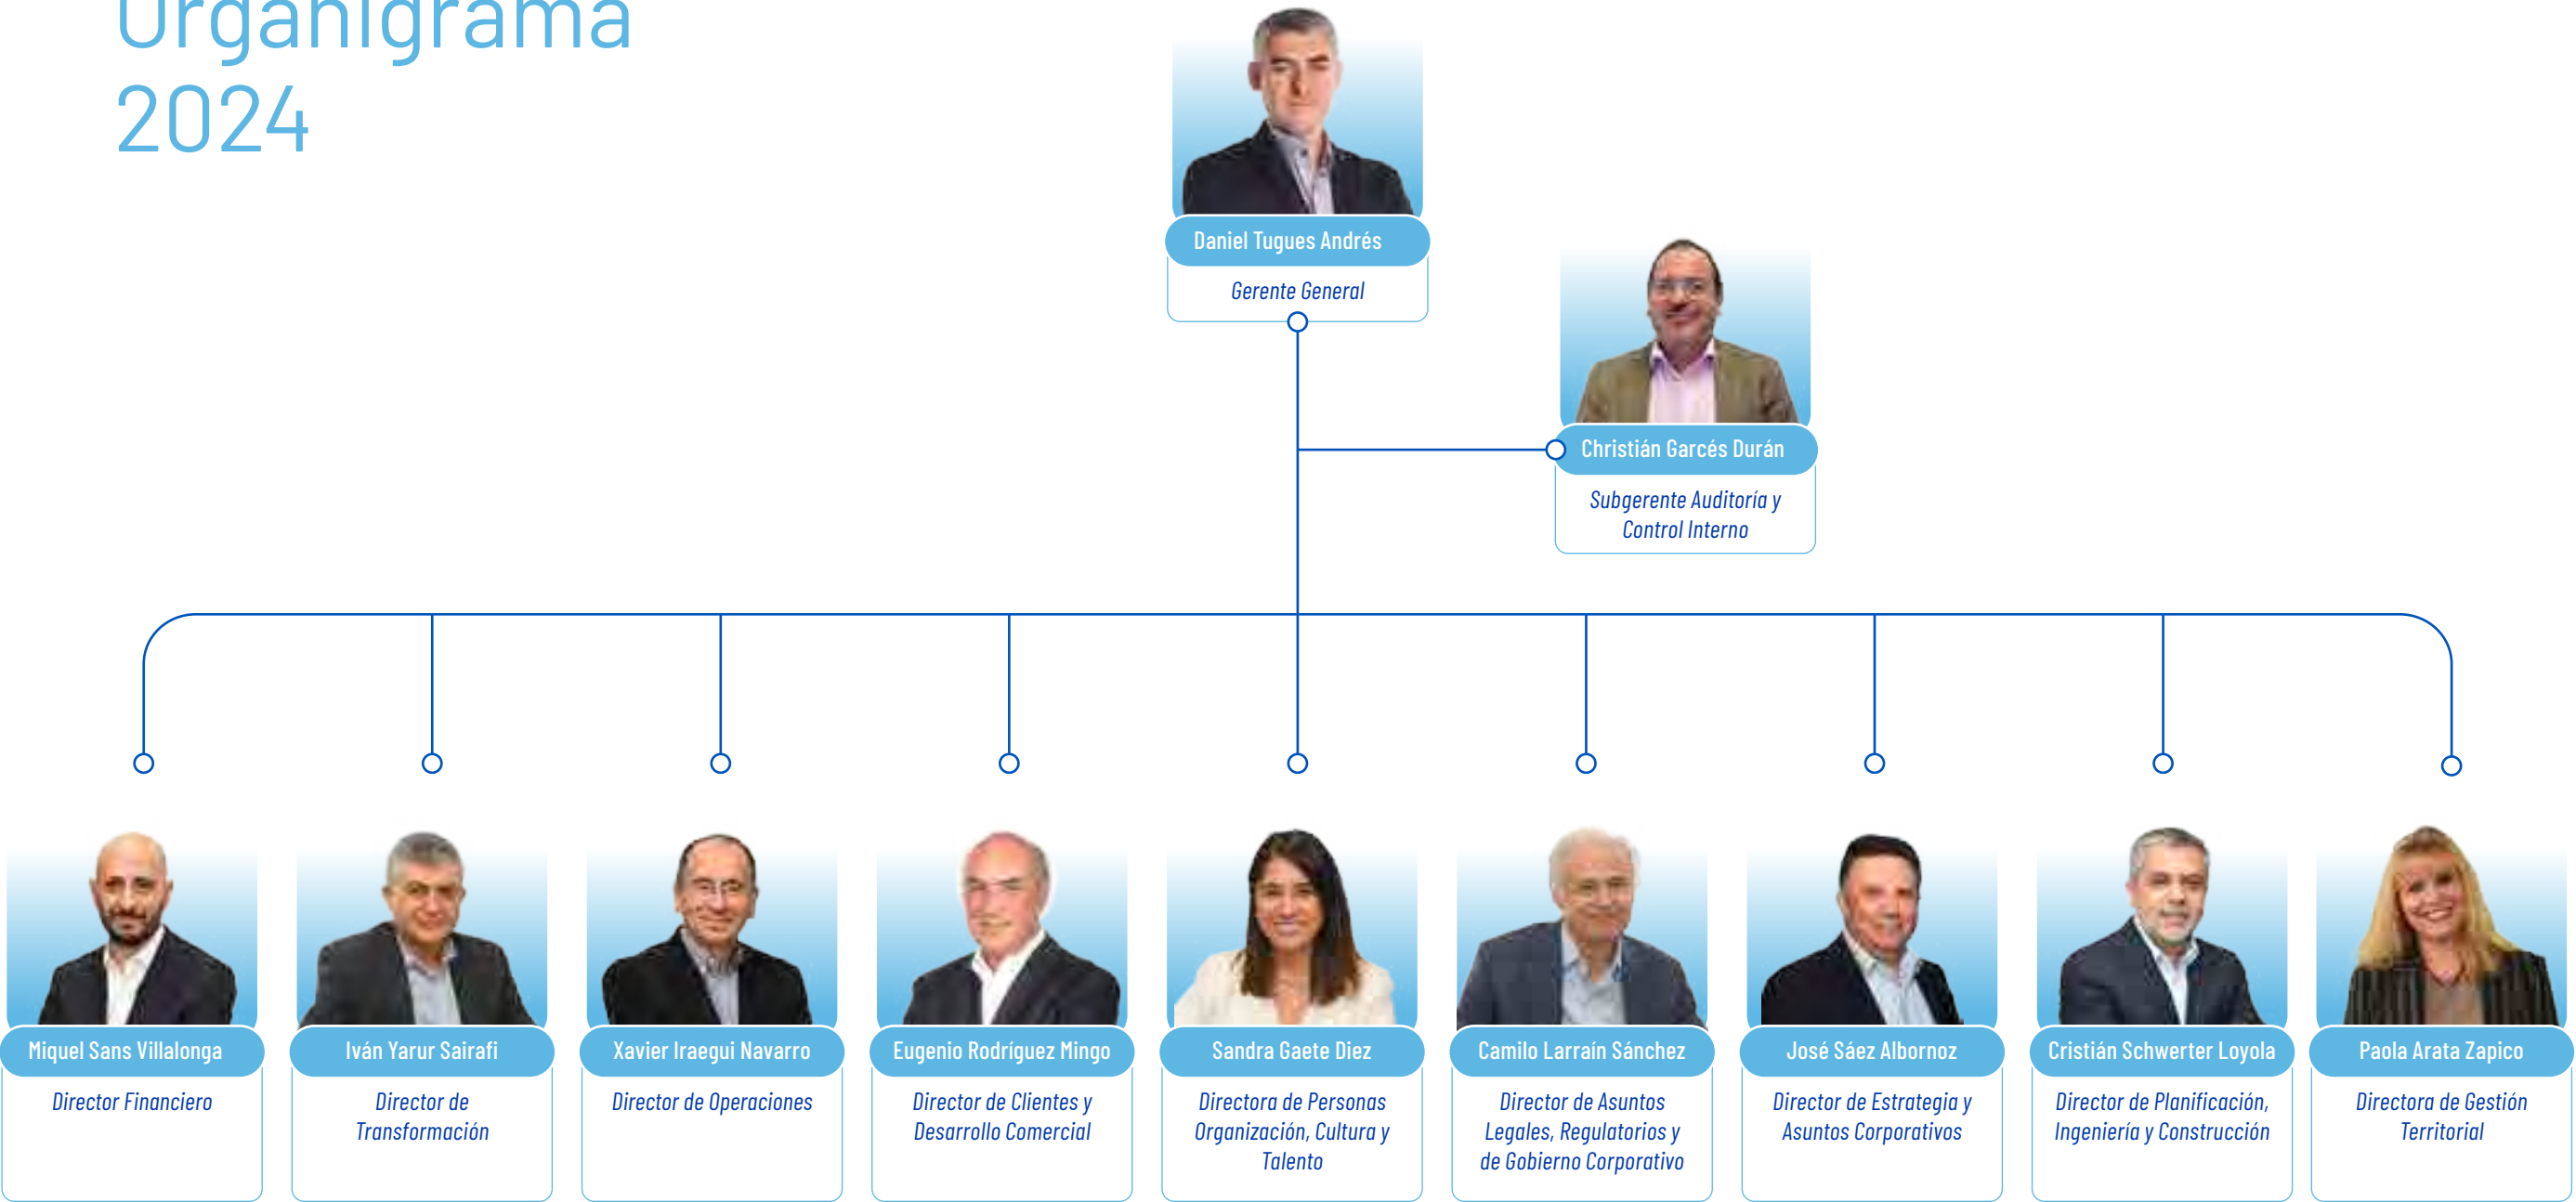 Organigrama
2024
Daniel Tugues Andrés
Gerente General
Christián Garcés Durán
Subgerente Auditoría y
Control Interno
Miquel Sans Villalonga
Director Financiero
Iván Yarur Sairafi
Director de
Transformación
Xavier Iraegui Navarro
Director de Operaciones
Eugenio Rodríguez Mingo
Director de Clientes y
Desarrollo Comercial
Sandra Gaete Diez
Directora de Personas
Organización, Cultura y
Talento
Camilo Larraín Sánchez
Director de Asuntos
Legales, Regulatorios y
de Gobierno Corporativo
José Sáez Albornoz
Director de Estrategia y
Asuntos Corporativos
Cristián Schwerter Loyola
Director de Planificación,
Ingeniería y Construcción
Paola Arata Zapico
Directora de Gestión
Territorial